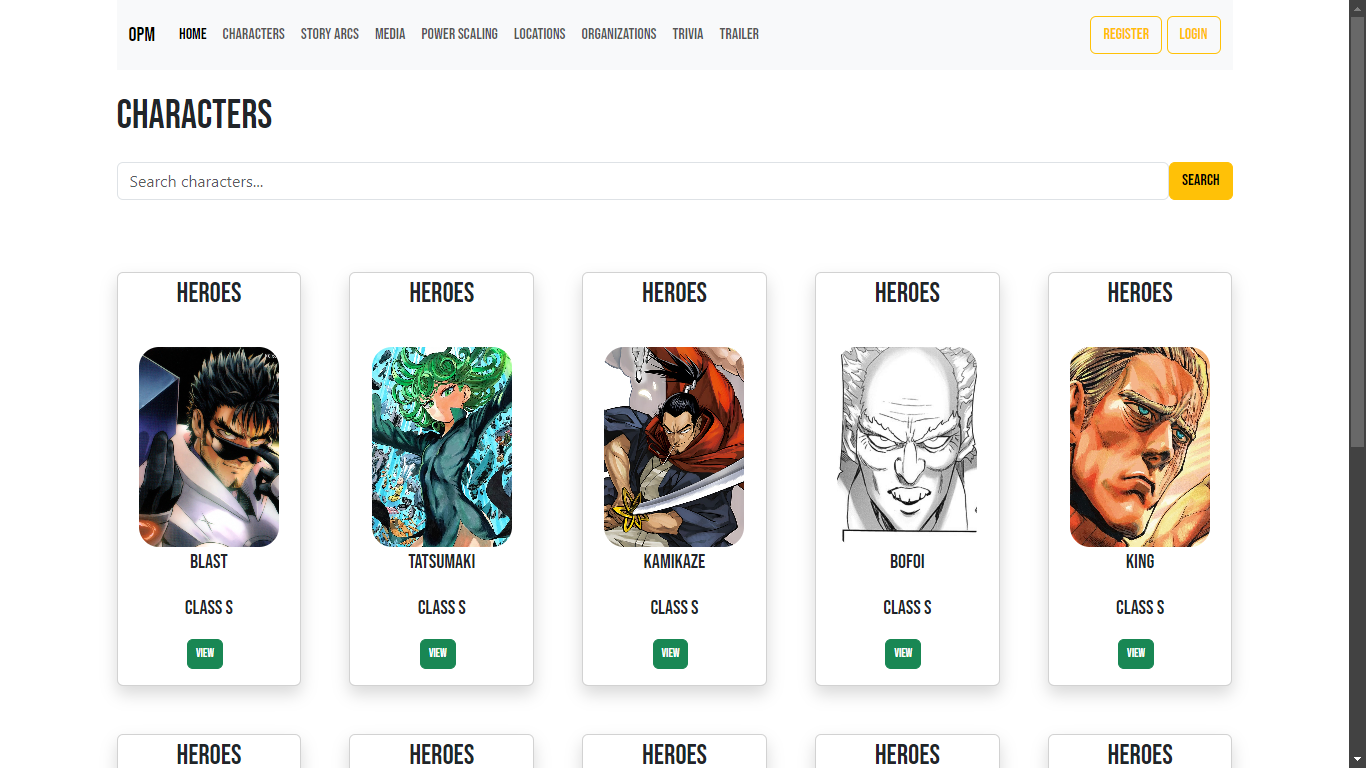 OPM HOME CHARACTERS STORY ARCS MEDIA POWER SCALING LOCATIONS ORGANIZATIONS TRIVIA TRAILER REGISTER LOGIN
CHARACTERS
Search characters... SEARCH
HEROES HEROES HEROES HEROES HEROES
BLAST TATSUMAKI KAMIKAZE BOFOI KING
CLASS S CLASS S CLASS S CLASS S CLASS S
VIEW VIEW VIEW VIEW VIEW
HEROES HEROES HEROES HEROES HEROES